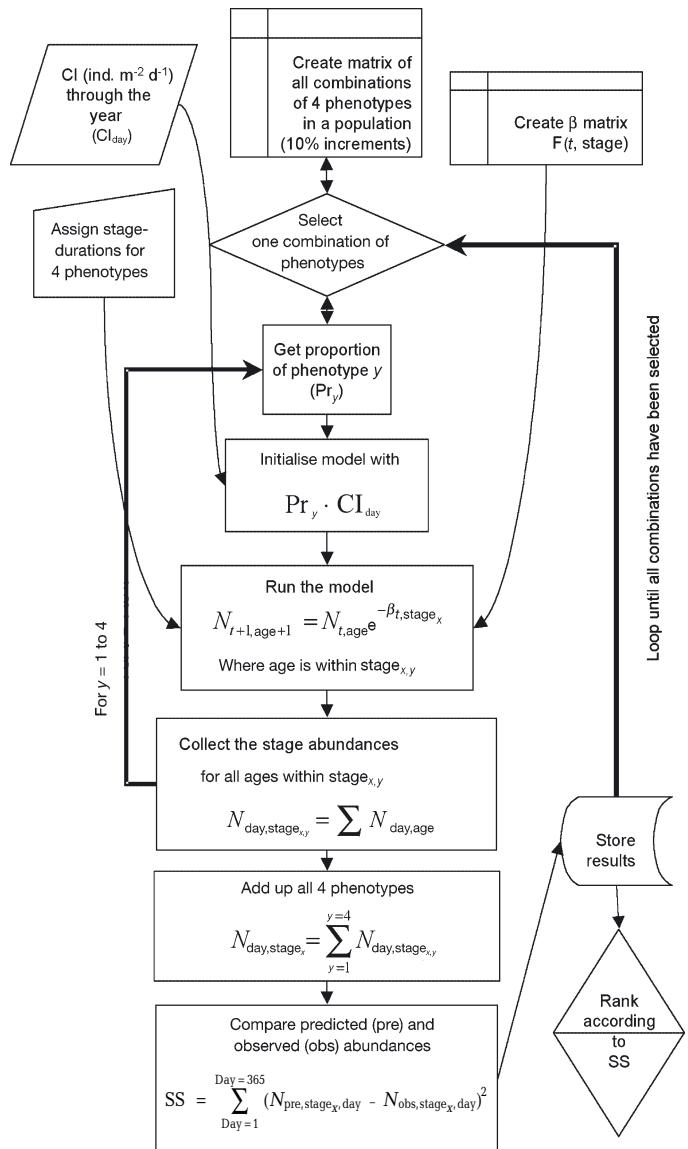 CI (ind. m⁻² d⁻¹)
through the
year
(CI_day)
Create matrix of
all combinations
of 4 phenotypes
in a population
(10% increments)
Create β matrix
F(t, stage)
Assign stage-
durations for
4 phenotypes
Select
one combination of
phenotypes
Get proportion
of phenotype y
(Pr_y)
Initialise model with
Pr_y · CI_day
Run the model
N_{t+1, age+1} = N_{t,age} e^{−β_{t,stage_x}}
Where age is within stage_{x,y}
For y = 1 to 4
Loop until all combinations have been selected
Collect the stage abundances
for all ages within stage_{x,y}
N_{day,stage_{x,y}} = ∑ N_{day,age}
Add up all 4 phenotypes
N_{day,stage_x} = ∑_{y=1}^{y=4} N_{day,stage_{x,y}}
Compare predicted (pre) and
observed (obs) abundances
SS = ∑_{Day=1}^{Day=365} (N_{pre,stage_x,day} − N_{obs,stage_x,day})²
Store
results
Rank
according
to
SS